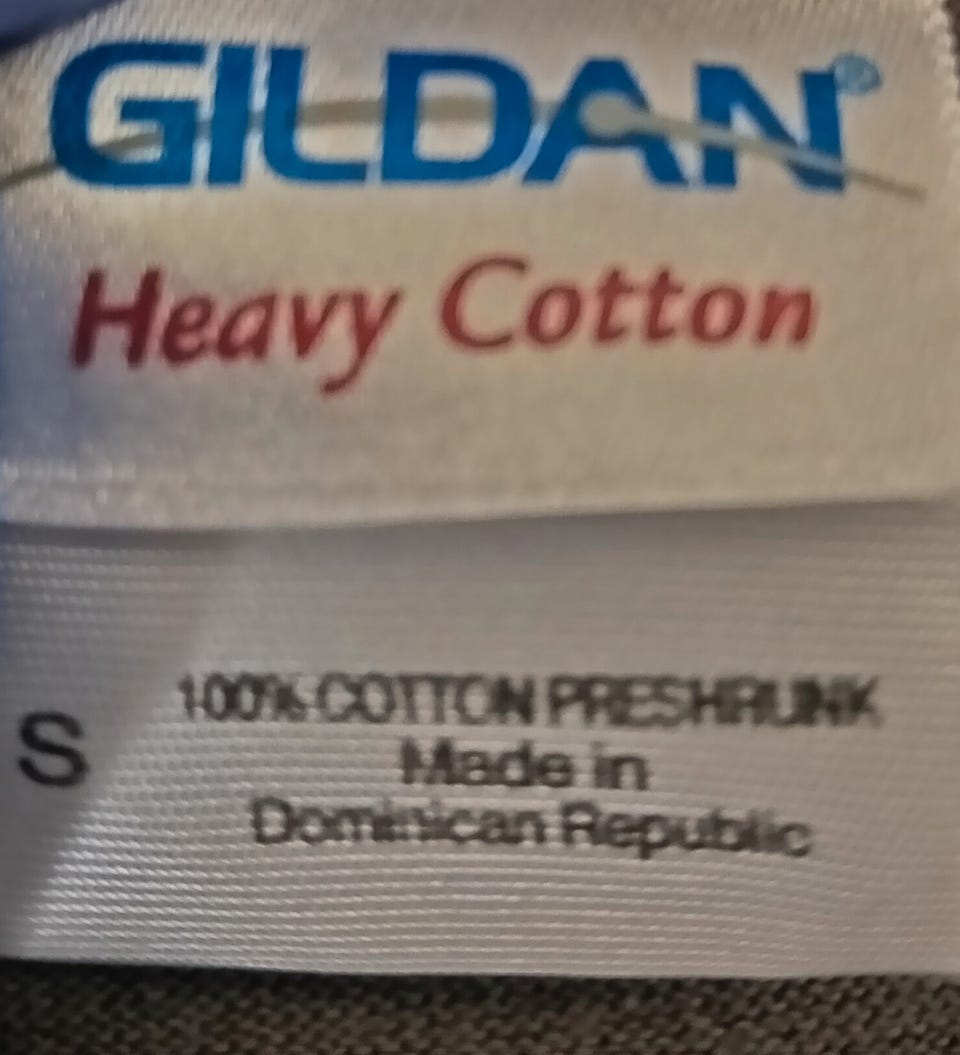 GILDAN®
Heavy Cotton
S
100% COTTON PRESHRUNK
Made in
Dominican Republic